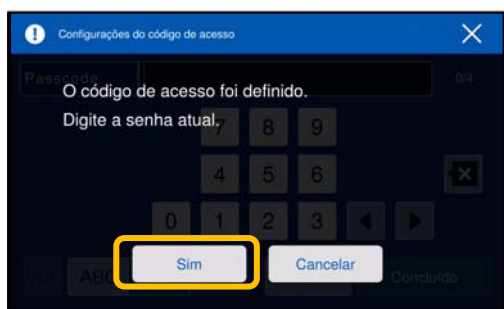 Configurações do código de acesso
Passcode
0/4
O código de acesso foi definido.
Digite a senha atual.
7 8 9
4 5 6
0 1 2 3
Sim Cancelar
Concluído